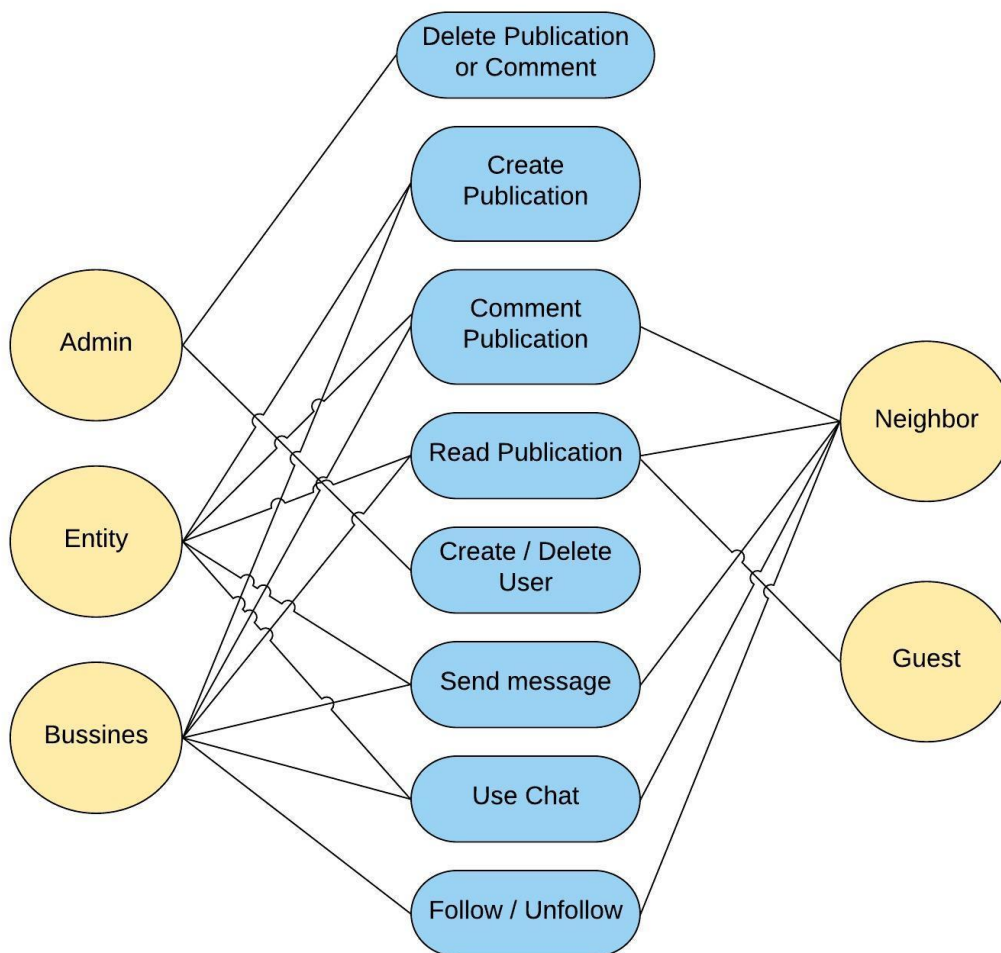 Delete Publication
or Comment
Create
Publication
Comment
Publication
Read Publication
Create / Delete
User
Send message
Use Chat
Follow / Unfollow
Admin
Entity
Bussines
Neighbor
Guest